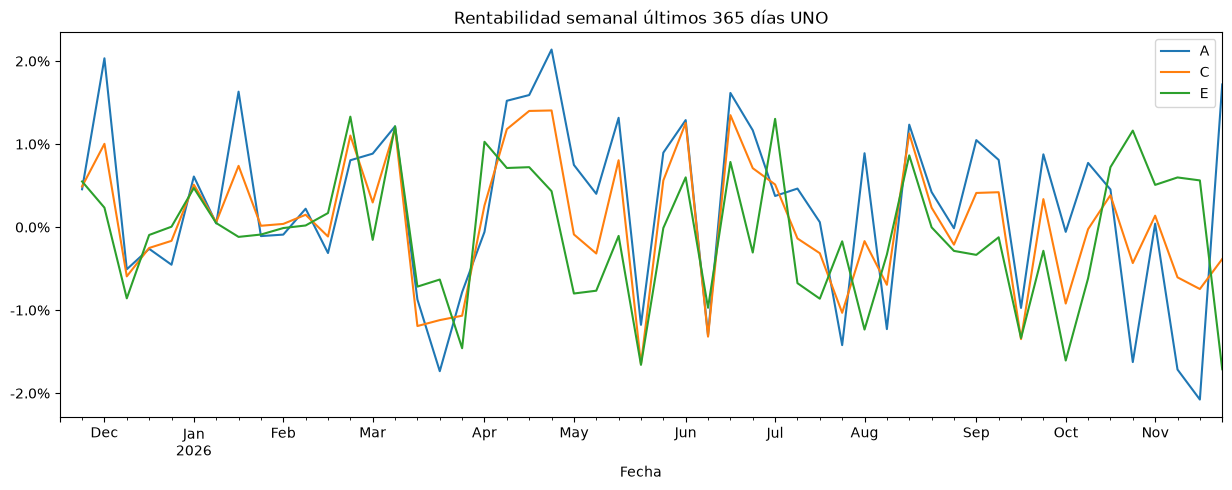 Rentabilidad semanal últimos 365 días UNO
A
C
E
2.0%
1.0%
0.0%
-1.0%
-2.0%
Dec Jan Feb Mar Apr May Jun Jul Aug Sep Oct Nov
2026
Fecha